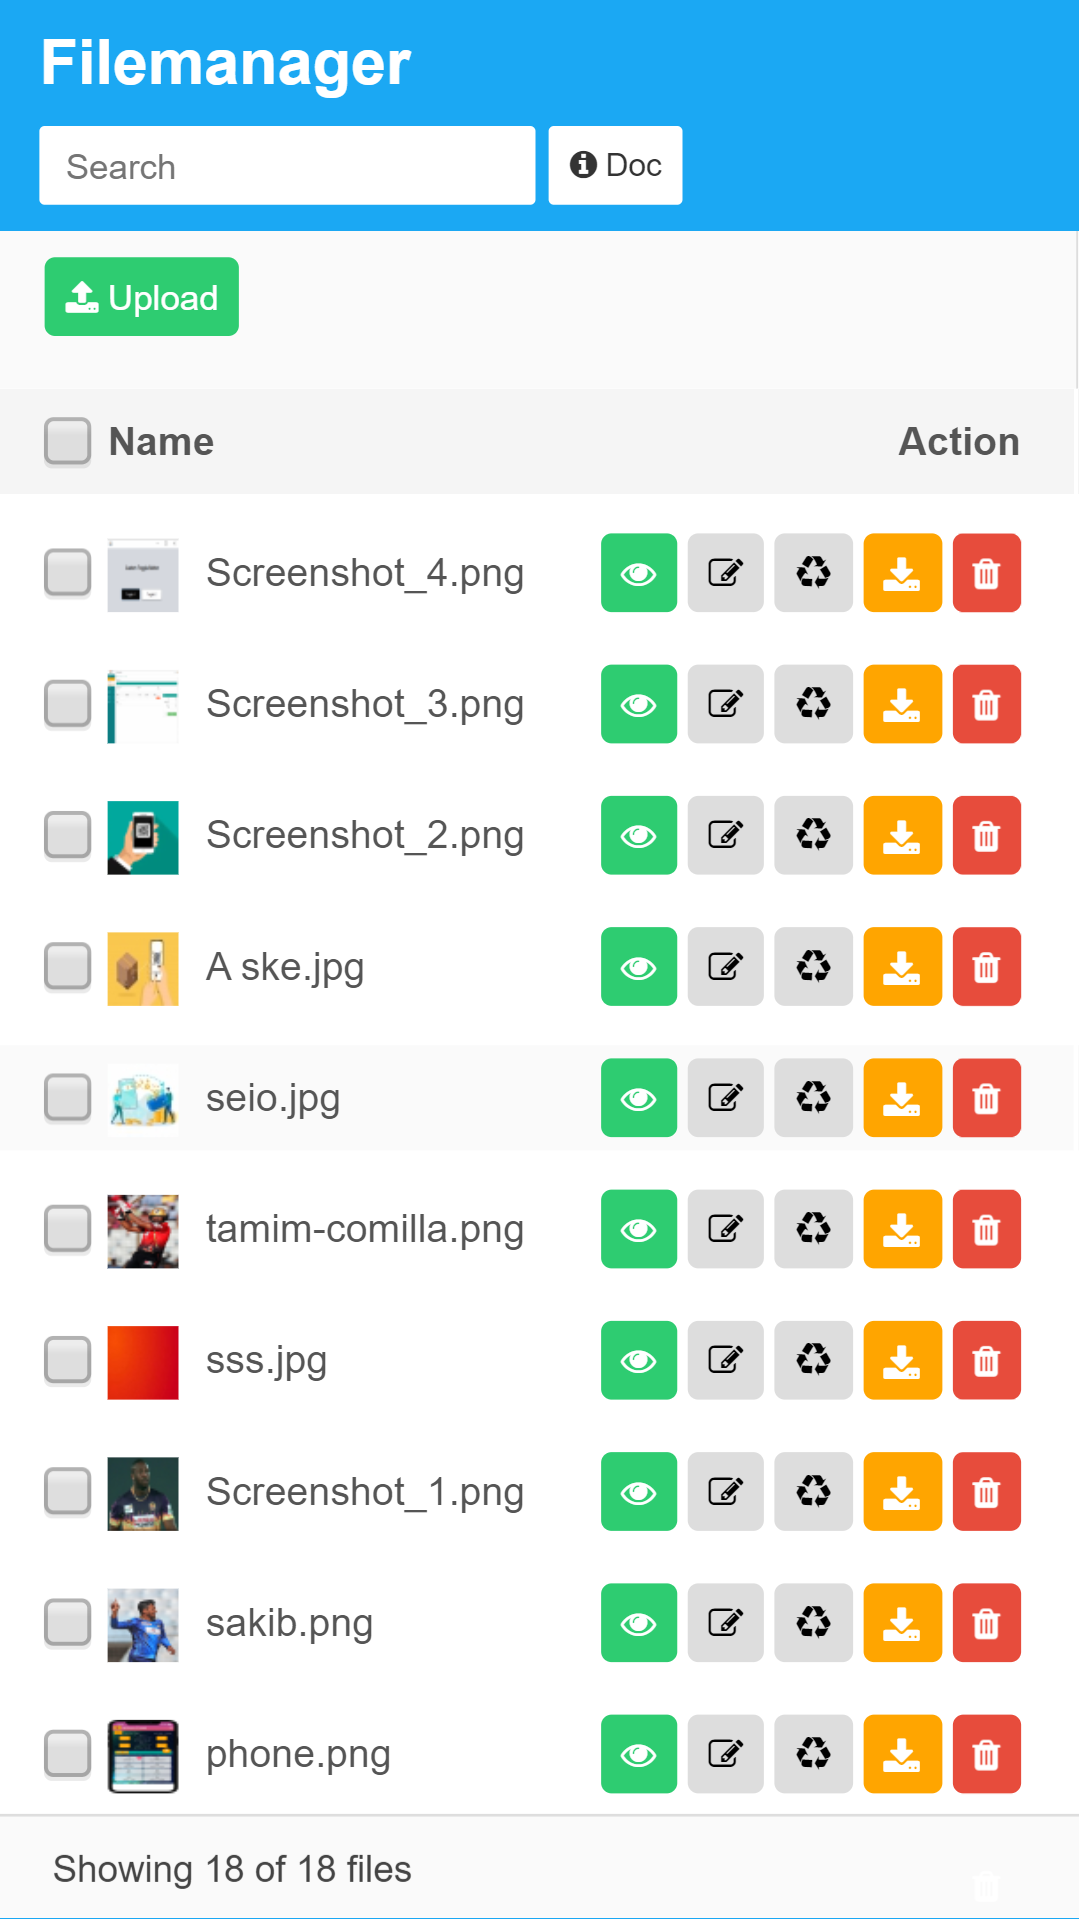 Filemanager
Search
Doc
Upload
Name Action
Screenshot_4.png
Screenshot_3.png
Screenshot_2.png
A ske.jpg
seio.jpg
tamim-comilla.png
sss.jpg
Screenshot_1.png
sakib.png
phone.png
Showing 18 of 18 files